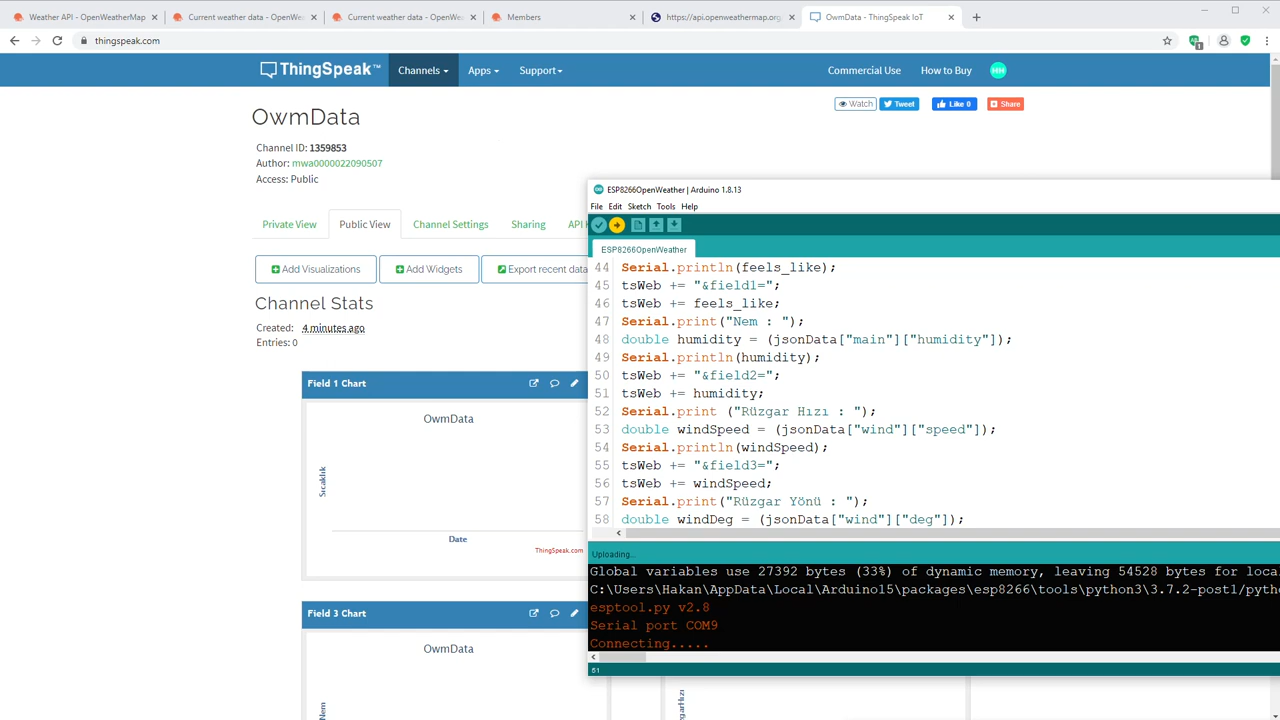 Weather API - OpenWeatherMap
Current weather data - OpenWe
Current weather data - OpenWe
Members
https://api.openweathermap.org
OwmData - ThingSpeak IoT
thingspeak.com
1
ThingSpeak™
Channels
Apps
Support
Commercial Use
How to Buy
HM
OwmData
Watch
Tweet
Like 0
Share
Channel ID: 1359853
Author: mwa0000022090507
Access: Public
Private View
Public View
Channel Settings
Sharing
API K
Add Visualizations
Add Widgets
Export recent data
Channel Stats
Created: 4 minutes ago
Entries: 0
Field 1 Chart
OwmData
Sıcaklık
Date
ThingSpeak.com
Field 3 Chart
OwmData
Nem
ESP8266OpenWeather | Arduino 1.8.13
File Edit Sketch Tools Help
ESP8266OpenWeather
44 Serial.println(feels_like);
45 tsWeb += "&field1=";
46 tsWeb += feels_like;
47 Serial.print("Nem : ");
48 double humidity = (jsonData["main"]["humidity"]);
49 Serial.println(humidity);
50 tsWeb += "&field2=";
51 tsWeb += humidity;
52 Serial.print ("Rüzgar Hızı : ");
53 double windSpeed = (jsonData["wind"]["speed"]);
54 Serial.println(windSpeed);
55 tsWeb += "&field3=";
56 tsWeb += windSpeed;
57 Serial.print("Rüzgar Yönü : ");
58 double windDeg = (jsonData["wind"]["deg"]);
Uploading...
Global variables use 27392 bytes (33%) of dynamic memory, leaving 54528 bytes for loca
C:\Users\Hakan\AppData\Local\Arduino15\packages\esp8266\tools\python3\3.7.2-post1/pytho
esptool.py v2.8
Serial port COM9
Connecting.....
51
garHızı